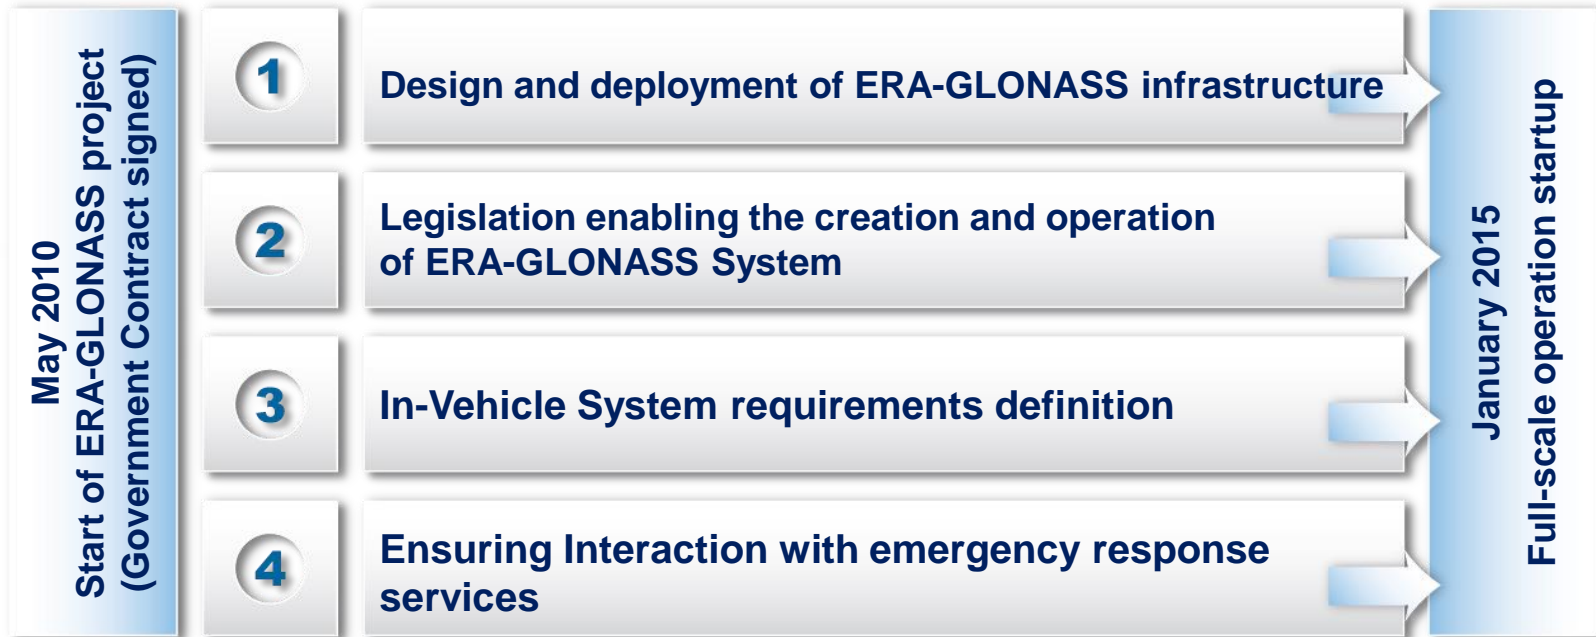 May 2010
Start of ERA-GLONASS project
(Government Contract signed)
1
Design and deployment of ERA-GLONASS infrastructure
2
Legislation enabling the creation and operation
of ERA-GLONASS System
3
In-Vehicle System requirements definition
4
Ensuring Interaction with emergency response
services
January 2015
Full-scale operation startup